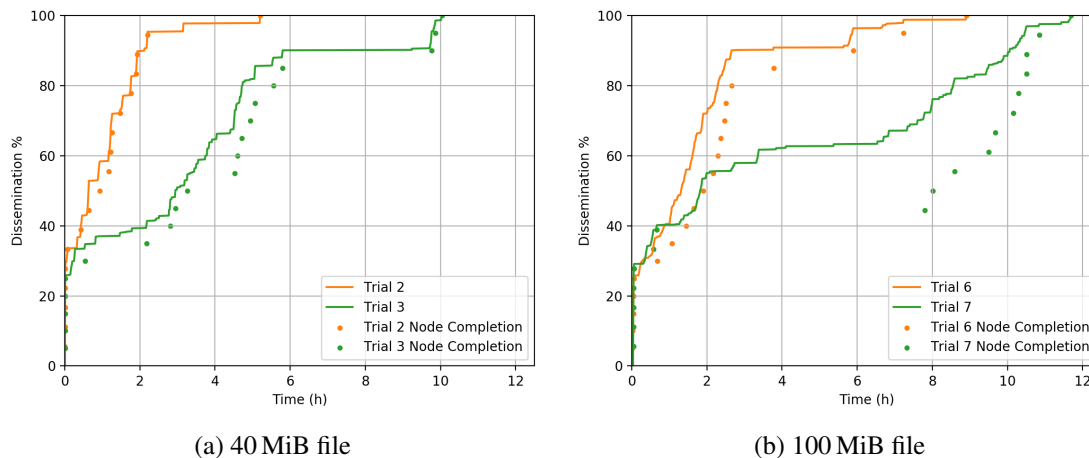 100
80
60
40
20
0
Dissemination %
0 2 4 6 8 10 12
Time (h)
Trial 2
Trial 3
Trial 2 Node Completion
Trial 3 Node Completion
(a) 40 MiB file
100
80
60
40
20
0
Dissemination %
0 2 4 6 8 10 12
Time (h)
Trial 6
Trial 7
Trial 6 Node Completion
Trial 7 Node Completion
(b) 100 MiB file